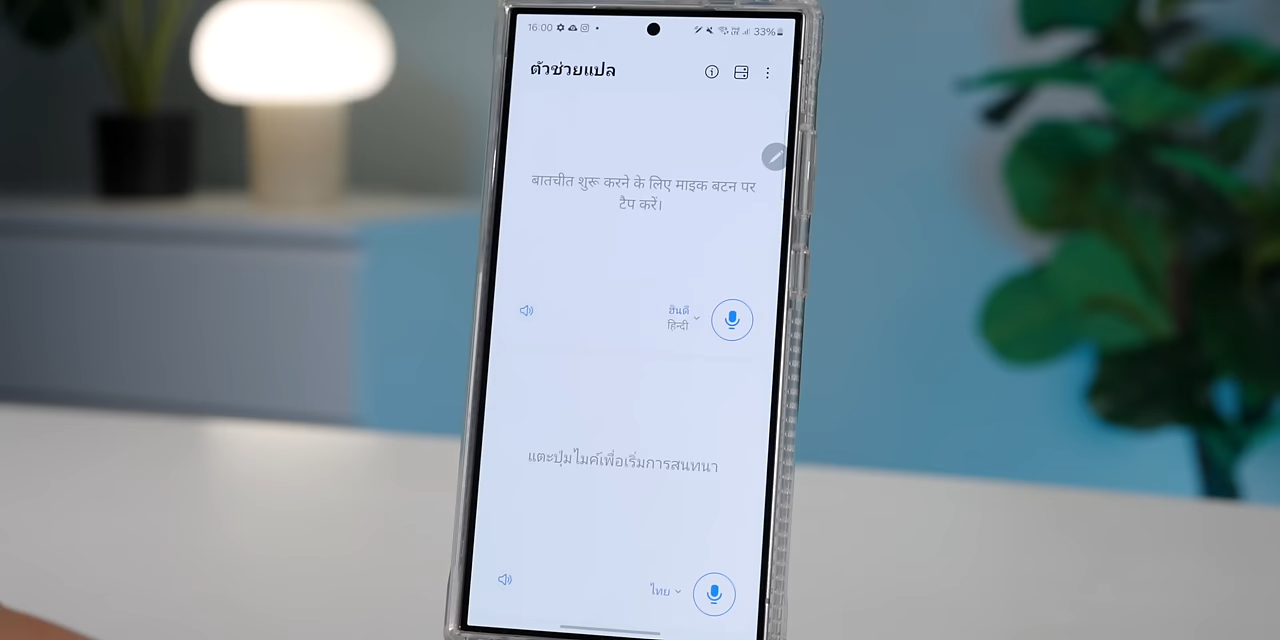 16:00
33%
ตัวช่วยแปล
बातचीत शुरू करने के लिए माइक बटन पर
टैप करें।
ฮินดี
हिन्दी
แตะปุ่มไมค์เพื่อเริ่มการสนทนา
ไทย